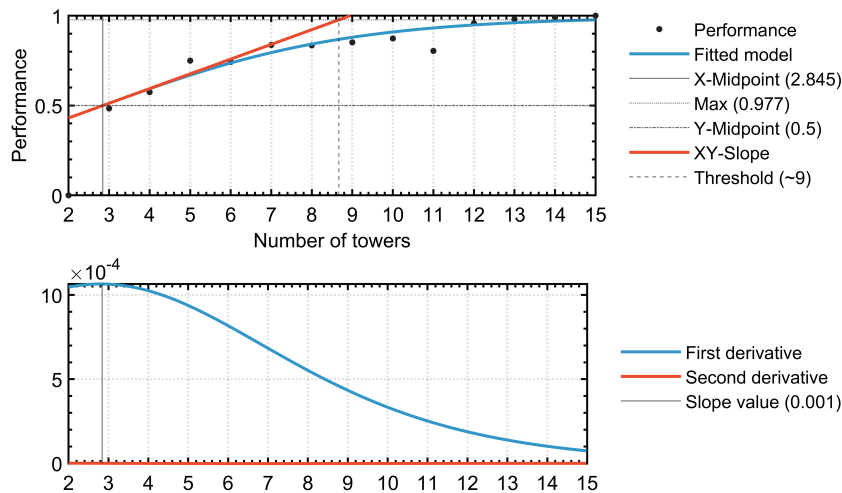 1
0.5
0
Performance
2 3 4 5 6 7 8 9 10 11 12 13 14 15
Number of towers
Performance
Fitted model
X-Midpoint (2.845)
Max (0.977)
Y-Midpoint (0.5)
XY-Slope
Threshold (~9)
×10-4
10
5
0
2 3 4 5 6 7 8 9 10 11 12 13 14 15
First derivative
Second derivative
Slope value (0.001)